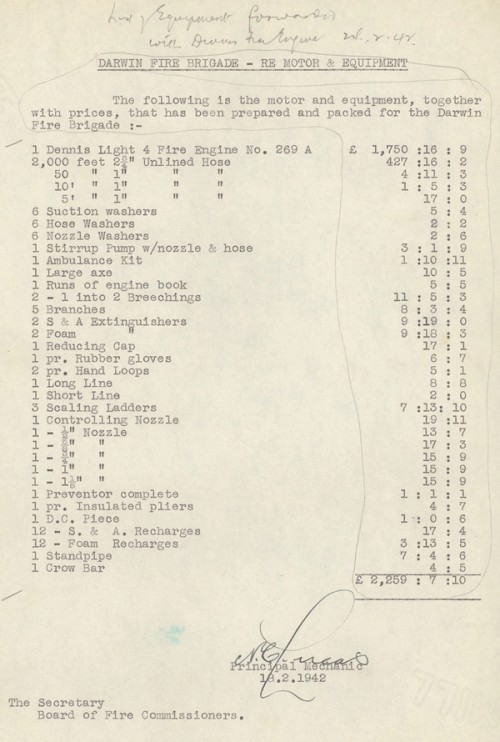 List of Equipment forwarded
with Dennis Fire Engine 2d. 2. 42.
DARWIN FIRE BRIGADE - RE MOTOR & EQUIPMENT
The following is the motor and equipment, together
with prices, that has been prepared and packed for the Darwin
Fire Brigade :-
1 Dennis Light 4 Fire Engine No. 269 A £ 1,750 :16 : 9
2,000 feet 2¾" Unlined Hose 427 :16 : 2
50 " 1" " " 4 :11 : 3
10' " 1" " " 1 : 5 : 3
5' " 1" " " 17 : 0
6 Suction washers 5 : 4
6 Hose Washers 2 : 2
6 Nozzle Washers 2 : 6
1 Stirrup Pump w/nozzle & hose 3 : 1 : 9
1 Ambulance Kit 1 :10 :11
1 Large axe 10 : 5
1 Runs of engine book 5 : 5
2 - 1 into 2 Breechings 11 : 5 : 3
5 Branches 8 : 3 : 4
2 S & A Extinguishers 9 :19 : 0
2 Foam " 9 :18 : 3
1 Reducing Cap 17 : 1
1 pr. Rubber gloves 6 : 7
2 pr. Hand Loops 5 : 1
1 Long Line 8 : 8
1 Short Line 2 : 0
3 Scaling Ladders 7 :13: 10
1 Controlling Nozzle 19 :11
1 - ½" Nozzle 13 : 7
1 - ⅝" " 17 : 3
1 - ¾" " 15 : 9
1 - 1" " 15 : 9
1 - 1⅛" " 15 : 9
1 Preventor complete 1 : 1 : 1
1 pr. Insulated pliers 4 : 7
1 D.C. Piece 1 : 0 : 6
12 - S. & A. Recharges 17 : 4
12 - Foam Recharges 3 :13 : 5
1 Standpipe 7 : 4 : 6
1 Crow Bar 4 : 5
£ 2,259 : 7 :10
Principal Mechanic
18.2.1942
The Secretary
Board of Fire Commissioners.